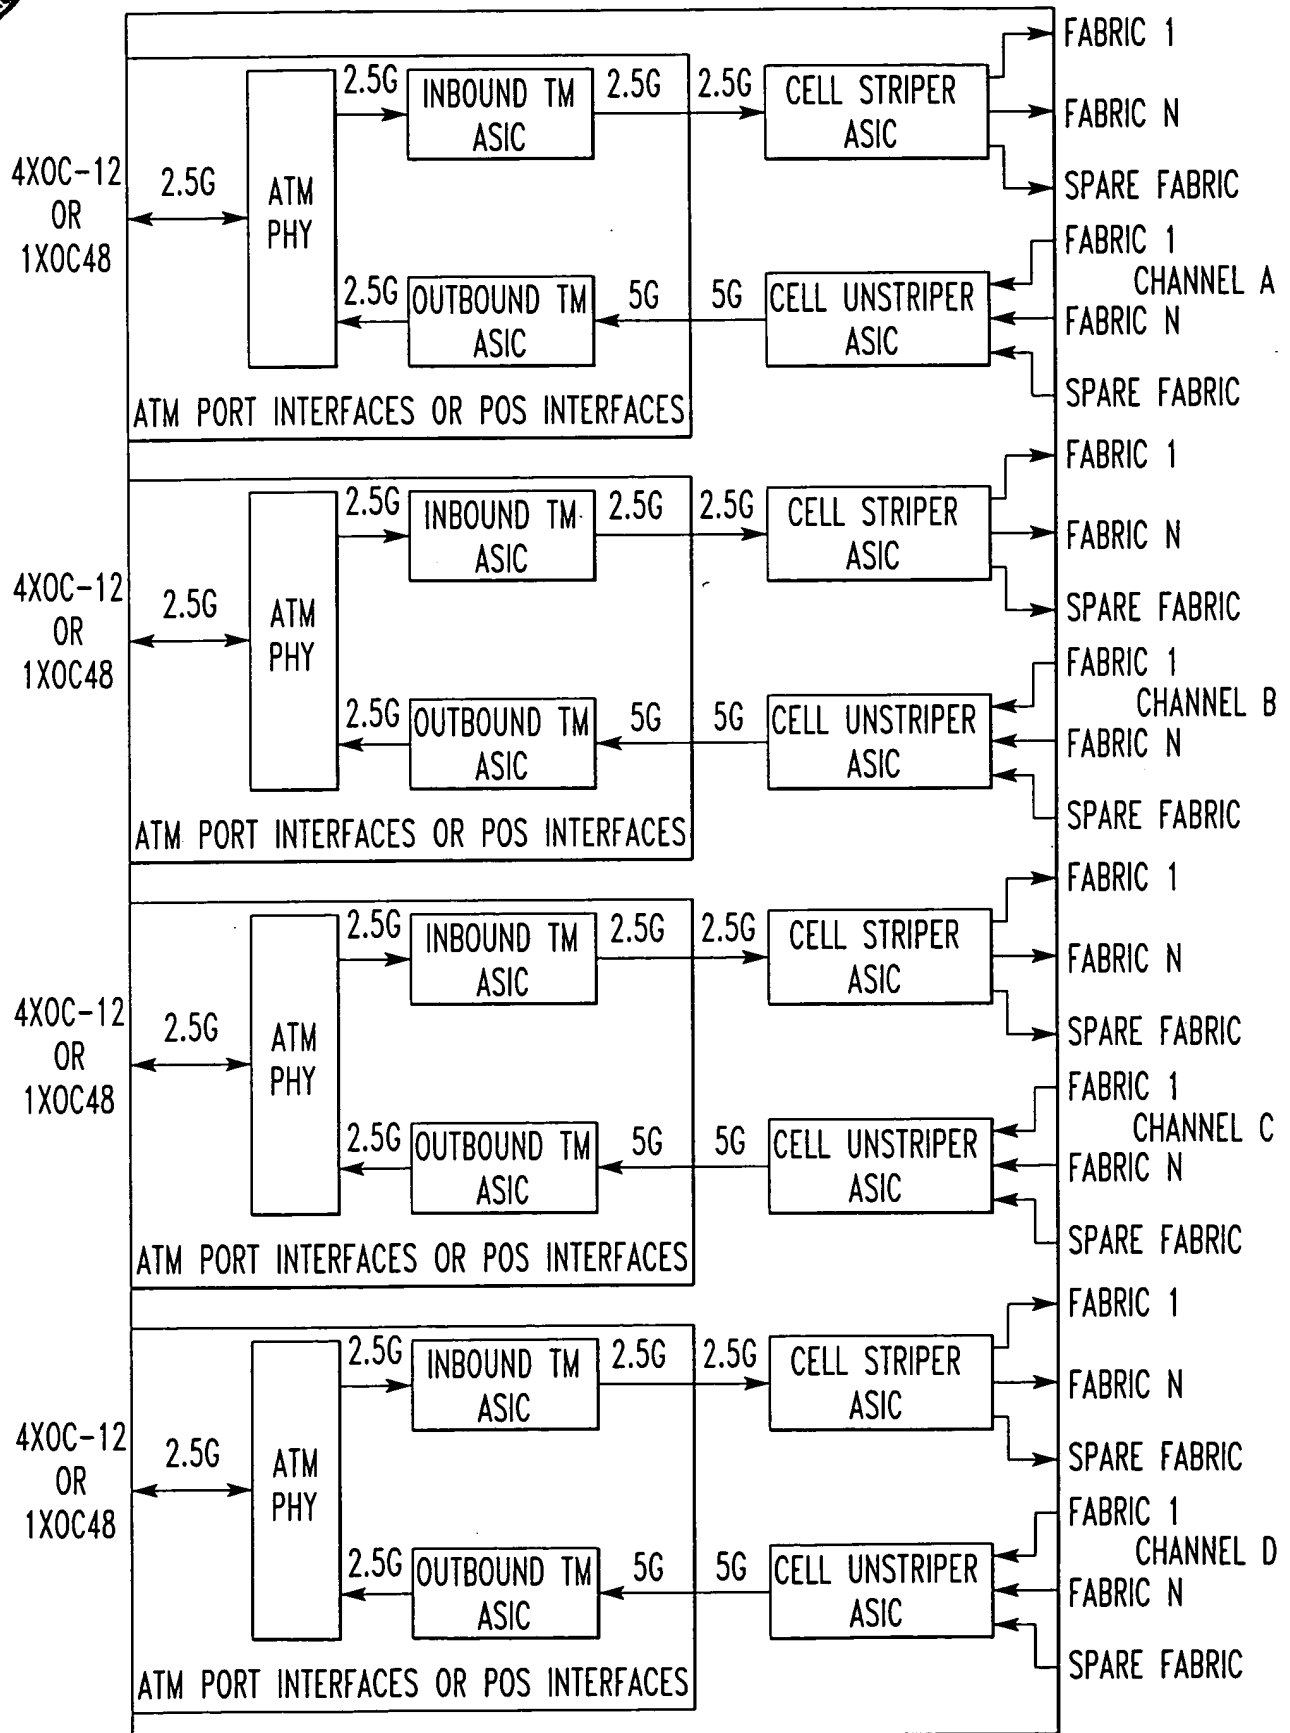 FABRIC 1
2.5G
INBOUND TM
ASIC
2.5G
2.5G
CELL STRIPER
ASIC
FABRIC N
4XOC-12
OR
1XOC48
2.5G
ATM
PHY
SPARE FABRIC
FABRIC 1
CHANNEL A
2.5G
OUTBOUND TM
ASIC
5G
5G
CELL UNSTRIPER
ASIC
FABRIC N
SPARE FABRIC
ATM PORT INTERFACES OR POS INTERFACES
FABRIC 1
2.5G
INBOUND TM
ASIC
2.5G
2.5G
CELL STRIPER
ASIC
FABRIC N
4XOC-12
OR
1XOC48
2.5G
ATM
PHY
SPARE FABRIC
FABRIC 1
CHANNEL B
2.5G
OUTBOUND TM
ASIC
5G
5G
CELL UNSTRIPER
ASIC
FABRIC N
SPARE FABRIC
ATM PORT INTERFACES OR POS INTERFACES
FABRIC 1
2.5G
INBOUND TM
ASIC
2.5G
2.5G
CELL STRIPER
ASIC
FABRIC N
4XOC-12
OR
1XOC48
2.5G
ATM
PHY
SPARE FABRIC
FABRIC 1
CHANNEL C
2.5G
OUTBOUND TM
ASIC
5G
5G
CELL UNSTRIPER
ASIC
FABRIC N
SPARE FABRIC
ATM PORT INTERFACES OR POS INTERFACES
FABRIC 1
2.5G
INBOUND TM
ASIC
2.5G
2.5G
CELL STRIPER
ASIC
FABRIC N
4XOC-12
OR
1XOC48
2.5G
ATM
PHY
SPARE FABRIC
FABRIC 1
CHANNEL D
2.5G
OUTBOUND TM
ASIC
5G
5G
CELL UNSTRIPER
ASIC
FABRIC N
SPARE FABRIC
ATM PORT INTERFACES OR POS INTERFACES